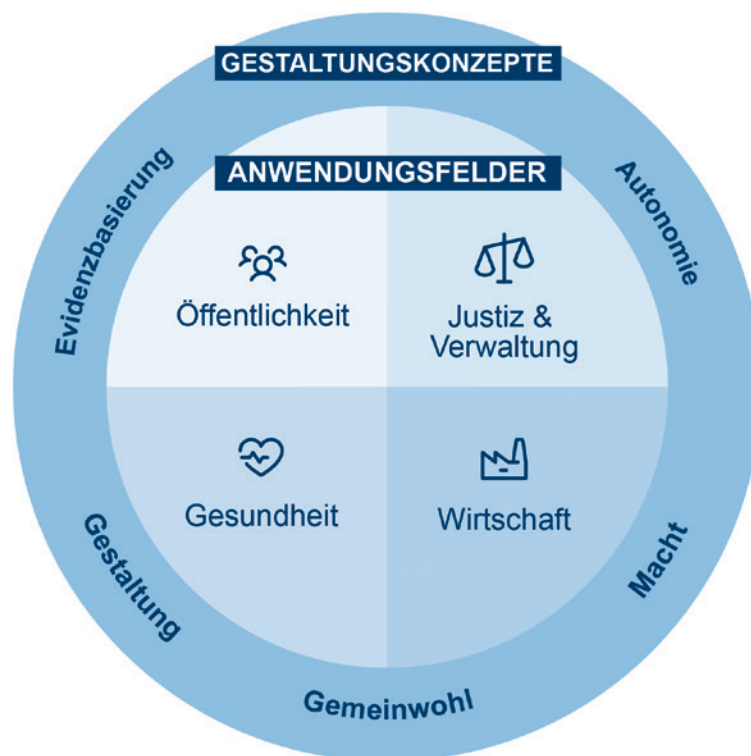 GESTALTUNGSKONZEPTE
ANWENDUNGSFELDER
Evidenzbasierung
Autonomie
Öffentlichkeit
Justiz &
Verwaltung
Gesundheit
Wirtschaft
Gestaltung
Macht
Gemeinwohl